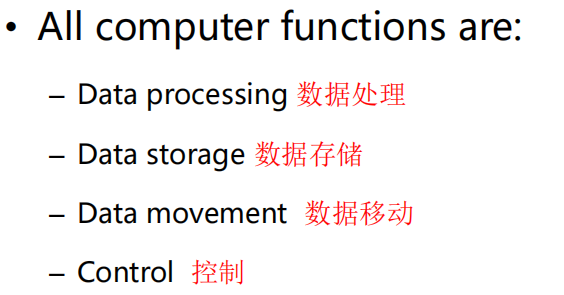 • All computer functions are:
– Data processing 数据处理
– Data storage 数据存储
– Data movement 数据移动
– Control 控制